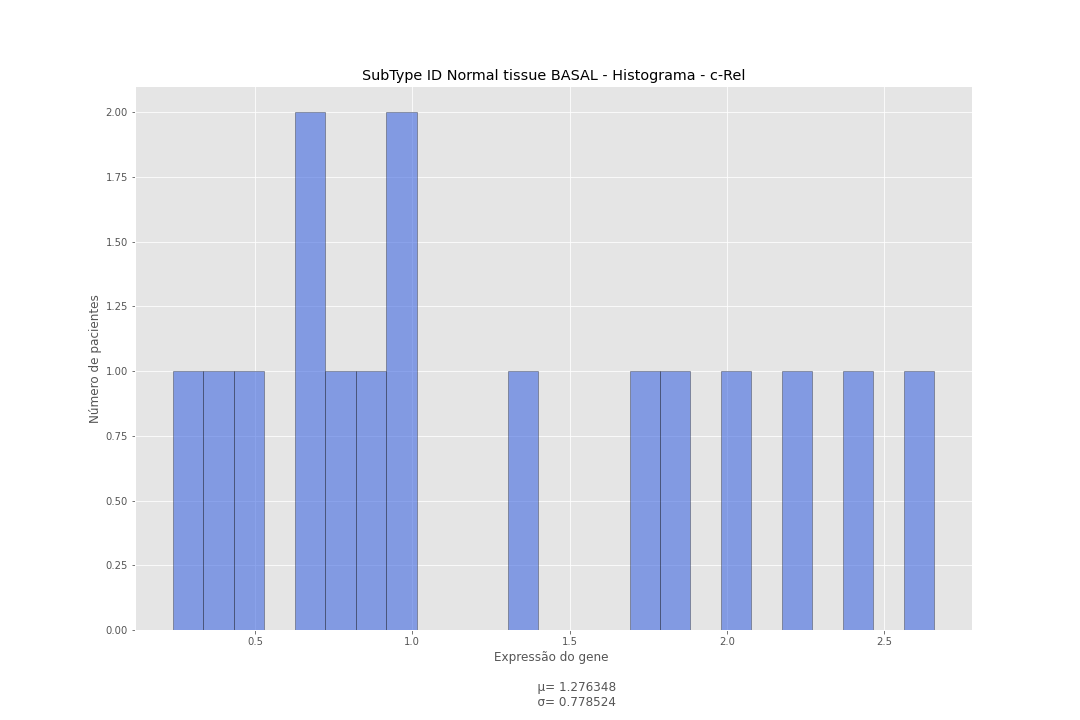 SubType ID Normal tissue BASAL - Histograma - c-Rel
Número de pacientes
2.00
1.75
1.50
1.25
1.00
0.75
0.50
0.25
0.00
0.5 1.0 1.5 2.0 2.5
Expressão do gene
μ= 1.276348
σ= 0.778524